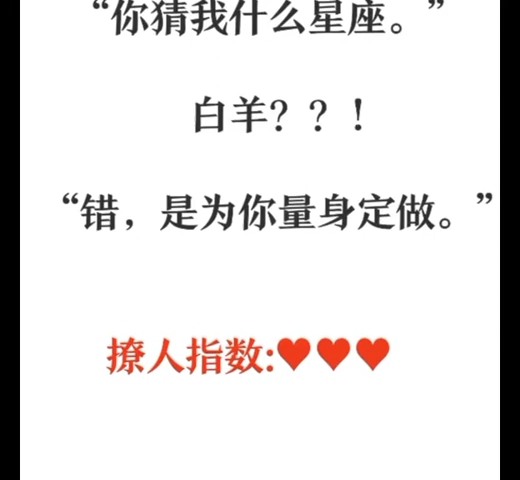 “你猜我什么星座。”
白羊？？！
“错，是为你量身定做。”
撩人指数:♥♥♥